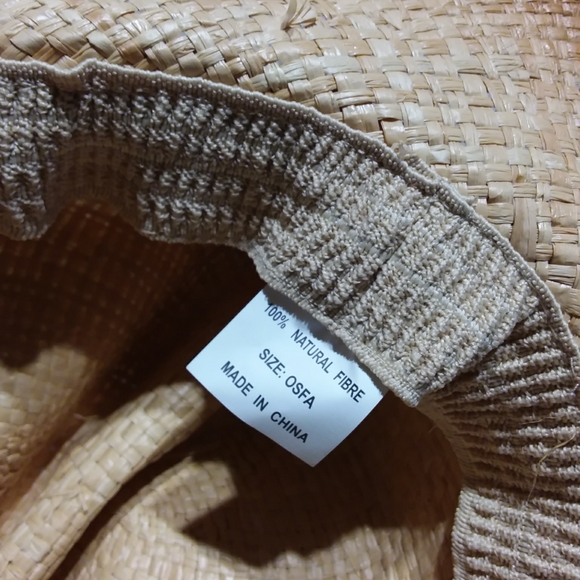 100% NATURAL FIBRE
SIZE: OSFA
MADE IN CHINA